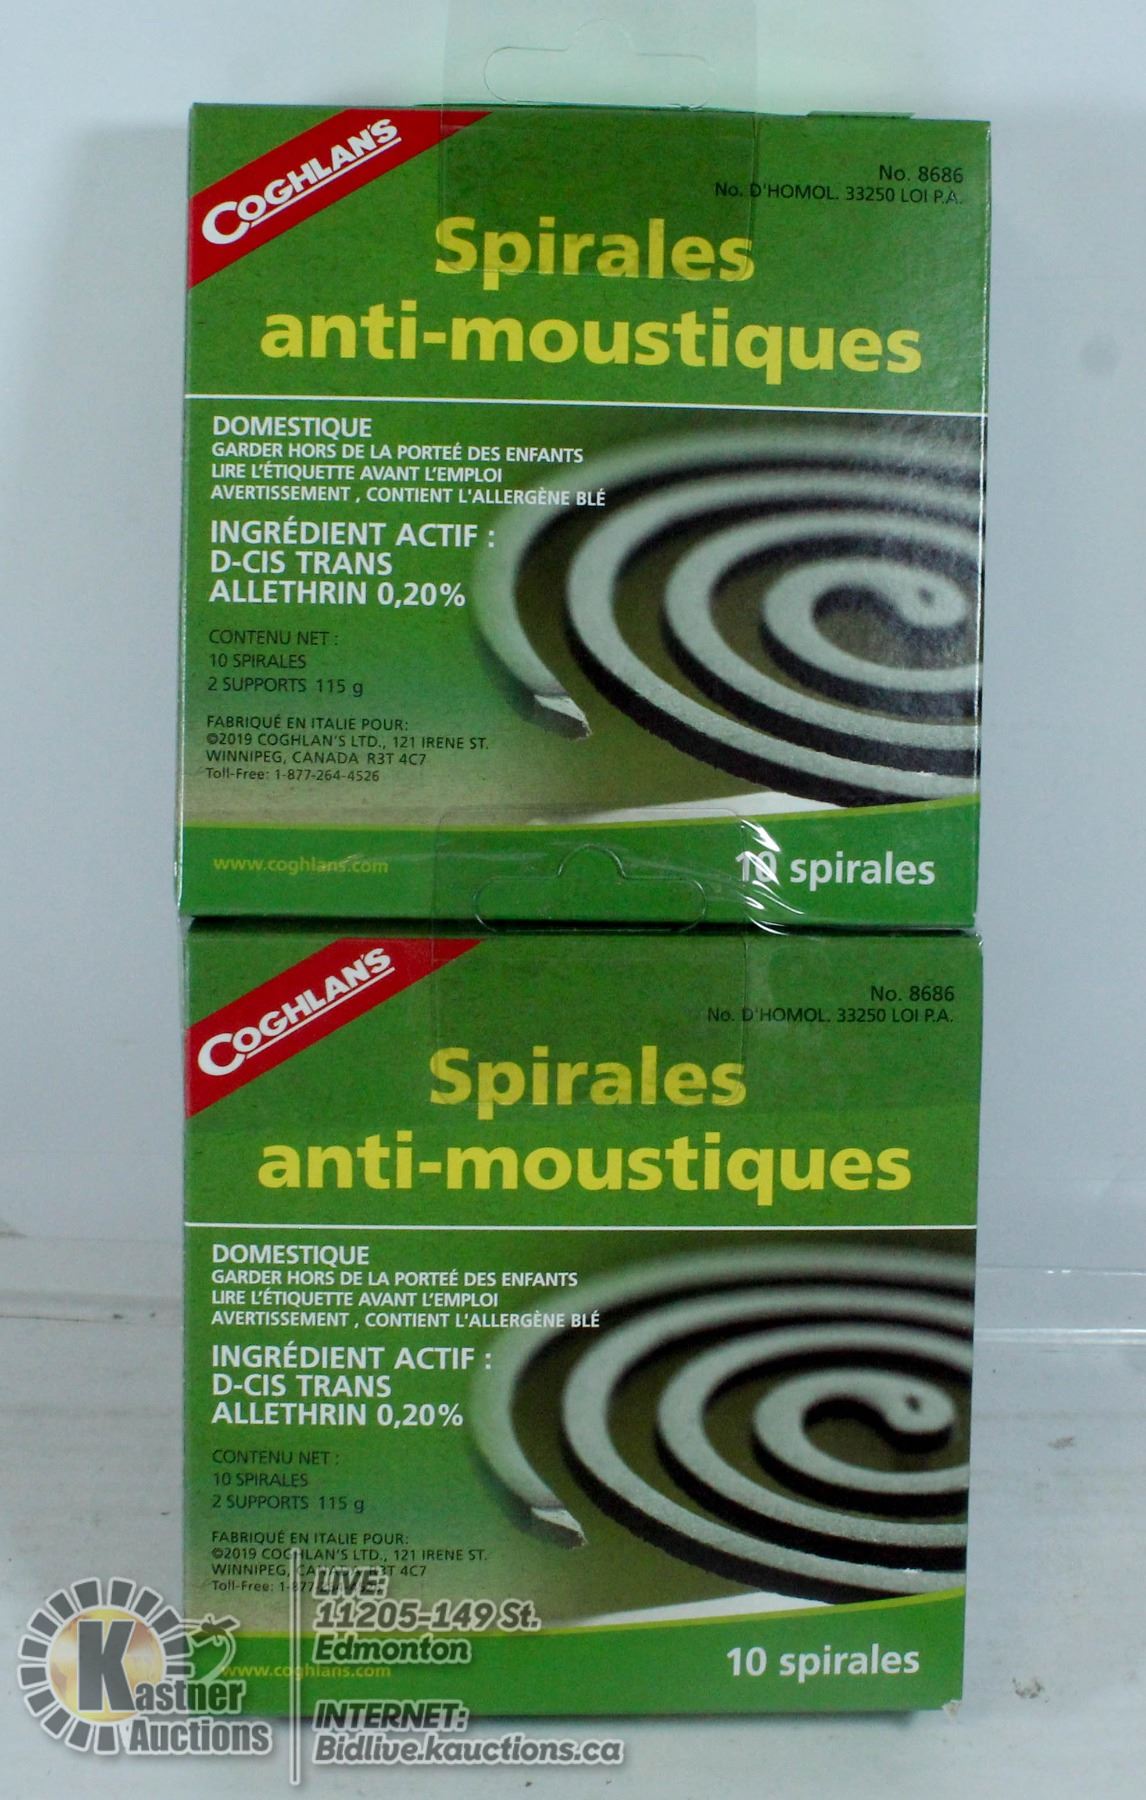 COGHLAN'S
No. 8686
No. D'HOMOL. 33250 LOI P.A.
Spirales
anti-moustiques
DOMESTIQUE
GARDER HORS DE LA PORTEÉ DES ENFANTS
LIRE L'ÉTIQUETTE AVANT L'EMPLOI
AVERTISSEMENT , CONTIENT L'ALLERGÈNE BLÉ
INGRÉDIENT ACTIF :
D-CIS TRANS
ALLETHRIN 0,20%
CONTENU NET :
10 SPIRALES
2 SUPPORTS 115 g
FABRIQUÉ EN ITALIE POUR:
©2019 COGHLAN'S LTD., 121 IRENE ST.
WINNIPEG, CANADA R3T 4C7
Toll-Free: 1-877-264-4526
www.coghlans.com
10 spirales
COGHLAN'S
No. 8686
No. D'HOMOL. 33250 LOI P.A.
Spirales
anti-moustiques
DOMESTIQUE
GARDER HORS DE LA PORTEÉ DES ENFANTS
LIRE L'ÉTIQUETTE AVANT L'EMPLOI
AVERTISSEMENT , CONTIENT L'ALLERGÈNE BLÉ
INGRÉDIENT ACTIF :
D-CIS TRANS
ALLETHRIN 0,20%
CONTENU NET :
10 SPIRALES
2 SUPPORTS 115 g
FABRIQUÉ EN ITALIE POUR:
©2019 COGHLAN'S LTD., 121 IRENE ST.
WINNIPEG, CANADA R3T 4C7
Toll-Free:
www.coghlans.com
10 spirales
Kastner
Auctions
LIVE:
11205-149 St.
Edmonton
INTERNET:
Bidlive.kauctions.ca